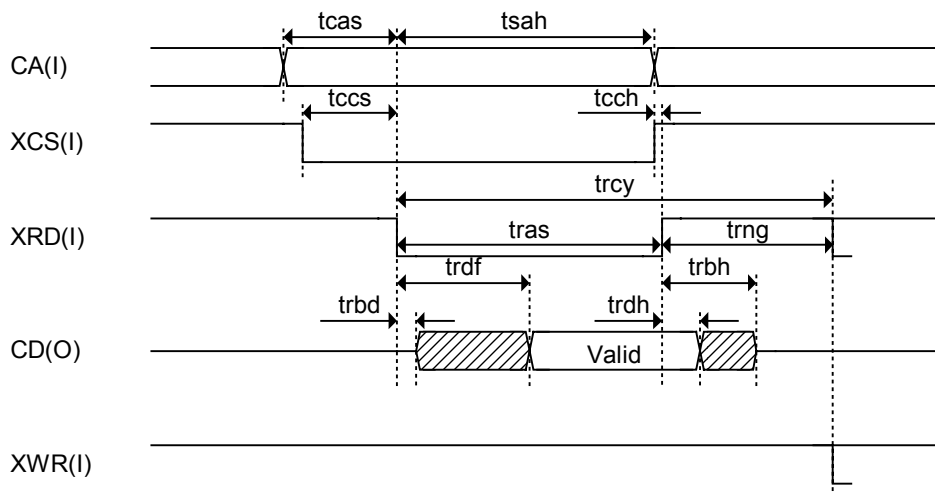 tcas tsah
CA(I)
tccs tcch
XCS(I)
trcy
XRD(I)
tras trng
trdf trbh
trbd trdh
CD(O) Valid
XWR(I)